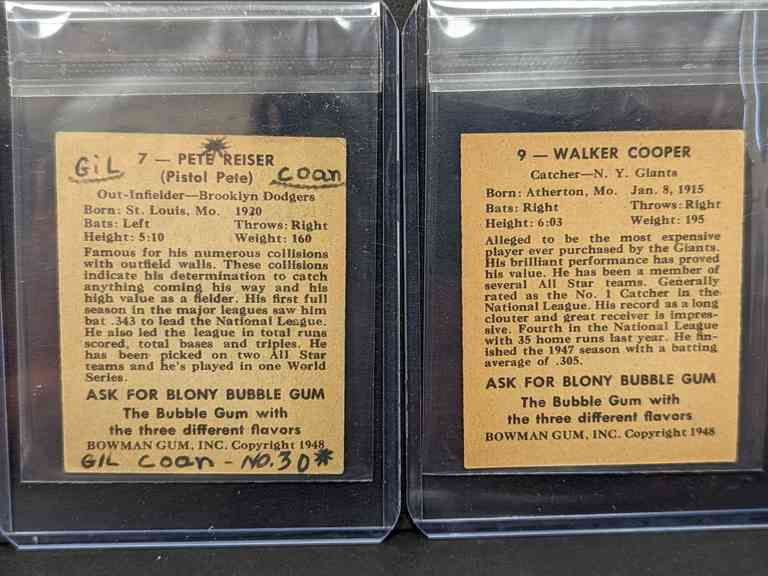 GiL 7 — PETE REISER coan
(Pistol Pete)
Out-Infielder—Brooklyn Dodgers
Born: St. Louis, Mo. 1920
Bats: Left Throws: Right
Height: 5:10 Weight: 160
Famous for his numerous collisions
with outfield walls. These collisions
indicate his determination to catch
anything coming his way and his
high value as a fielder. His first full
season in the major leagues saw him
bat .343 to lead the National League.
He also led the league in total runs
scored, total bases and triples. He
has been picked on two All Star
teams and he's played in one World
Series.
ASK FOR BLONY BUBBLE GUM
The Bubble Gum with
the three different flavors
BOWMAN GUM, INC. Copyright 1948
GIL COAN - NO. 30*
9 — WALKER COOPER
Catcher—N. Y. Giants
Born: Atherton, Mo. Jan. 8, 1915
Bats: Right Throws: Right
Height: 6:03 Weight: 195
Alleged to be the most expensive
player ever purchased by the Giants.
His brilliant performance has proved
his value. He has been a member of
several All Star teams. Generally
rated as the No. 1 Catcher in the
National League. His record as a long
clouter and great receiver is impres-
sive. Fourth in the National League
with 35 home runs last year. He fin-
ished the 1947 season with a batting
average of .305.
ASK FOR BLONY BUBBLE GUM
The Bubble Gum with
the three different flavors
BOWMAN GUM, INC. Copyright 1948